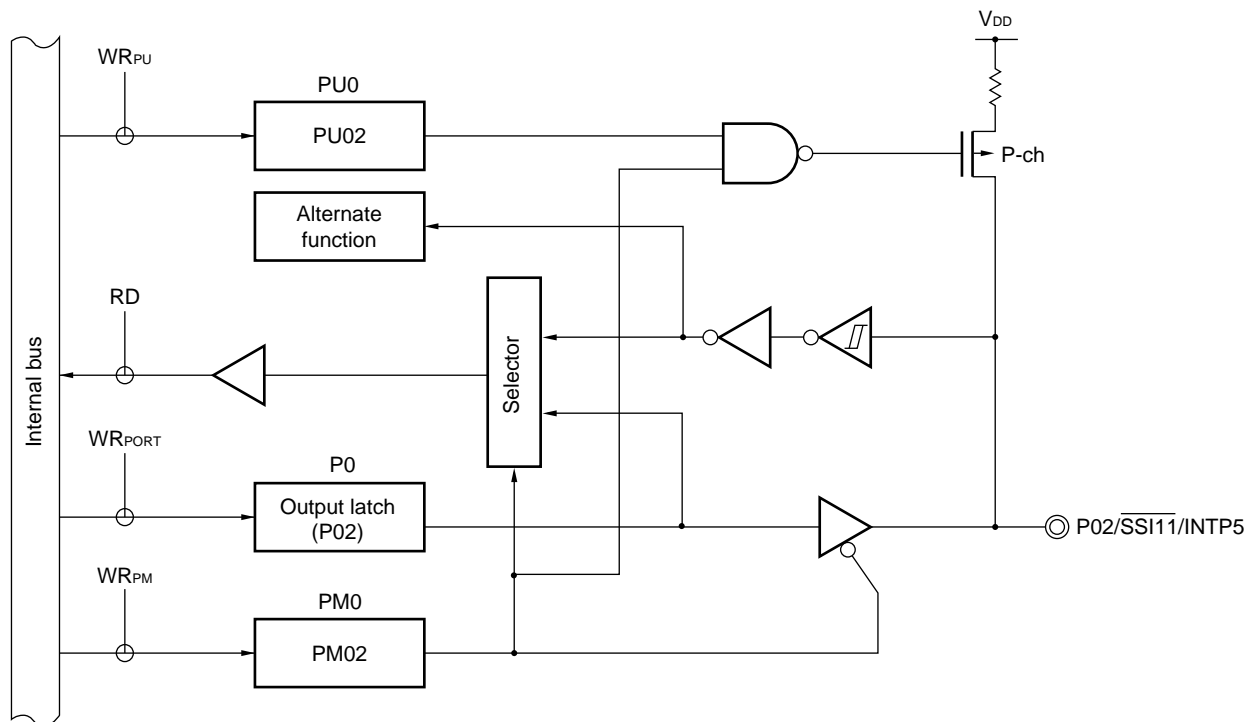 VDD
WRPU
PU0
PU02
P-ch
Alternate
function
RD
Selector
Internal bus
WRPORT
P0
Output latch
(P02)
P02/SSI11/INTP5
WRPM
PM0
PM02